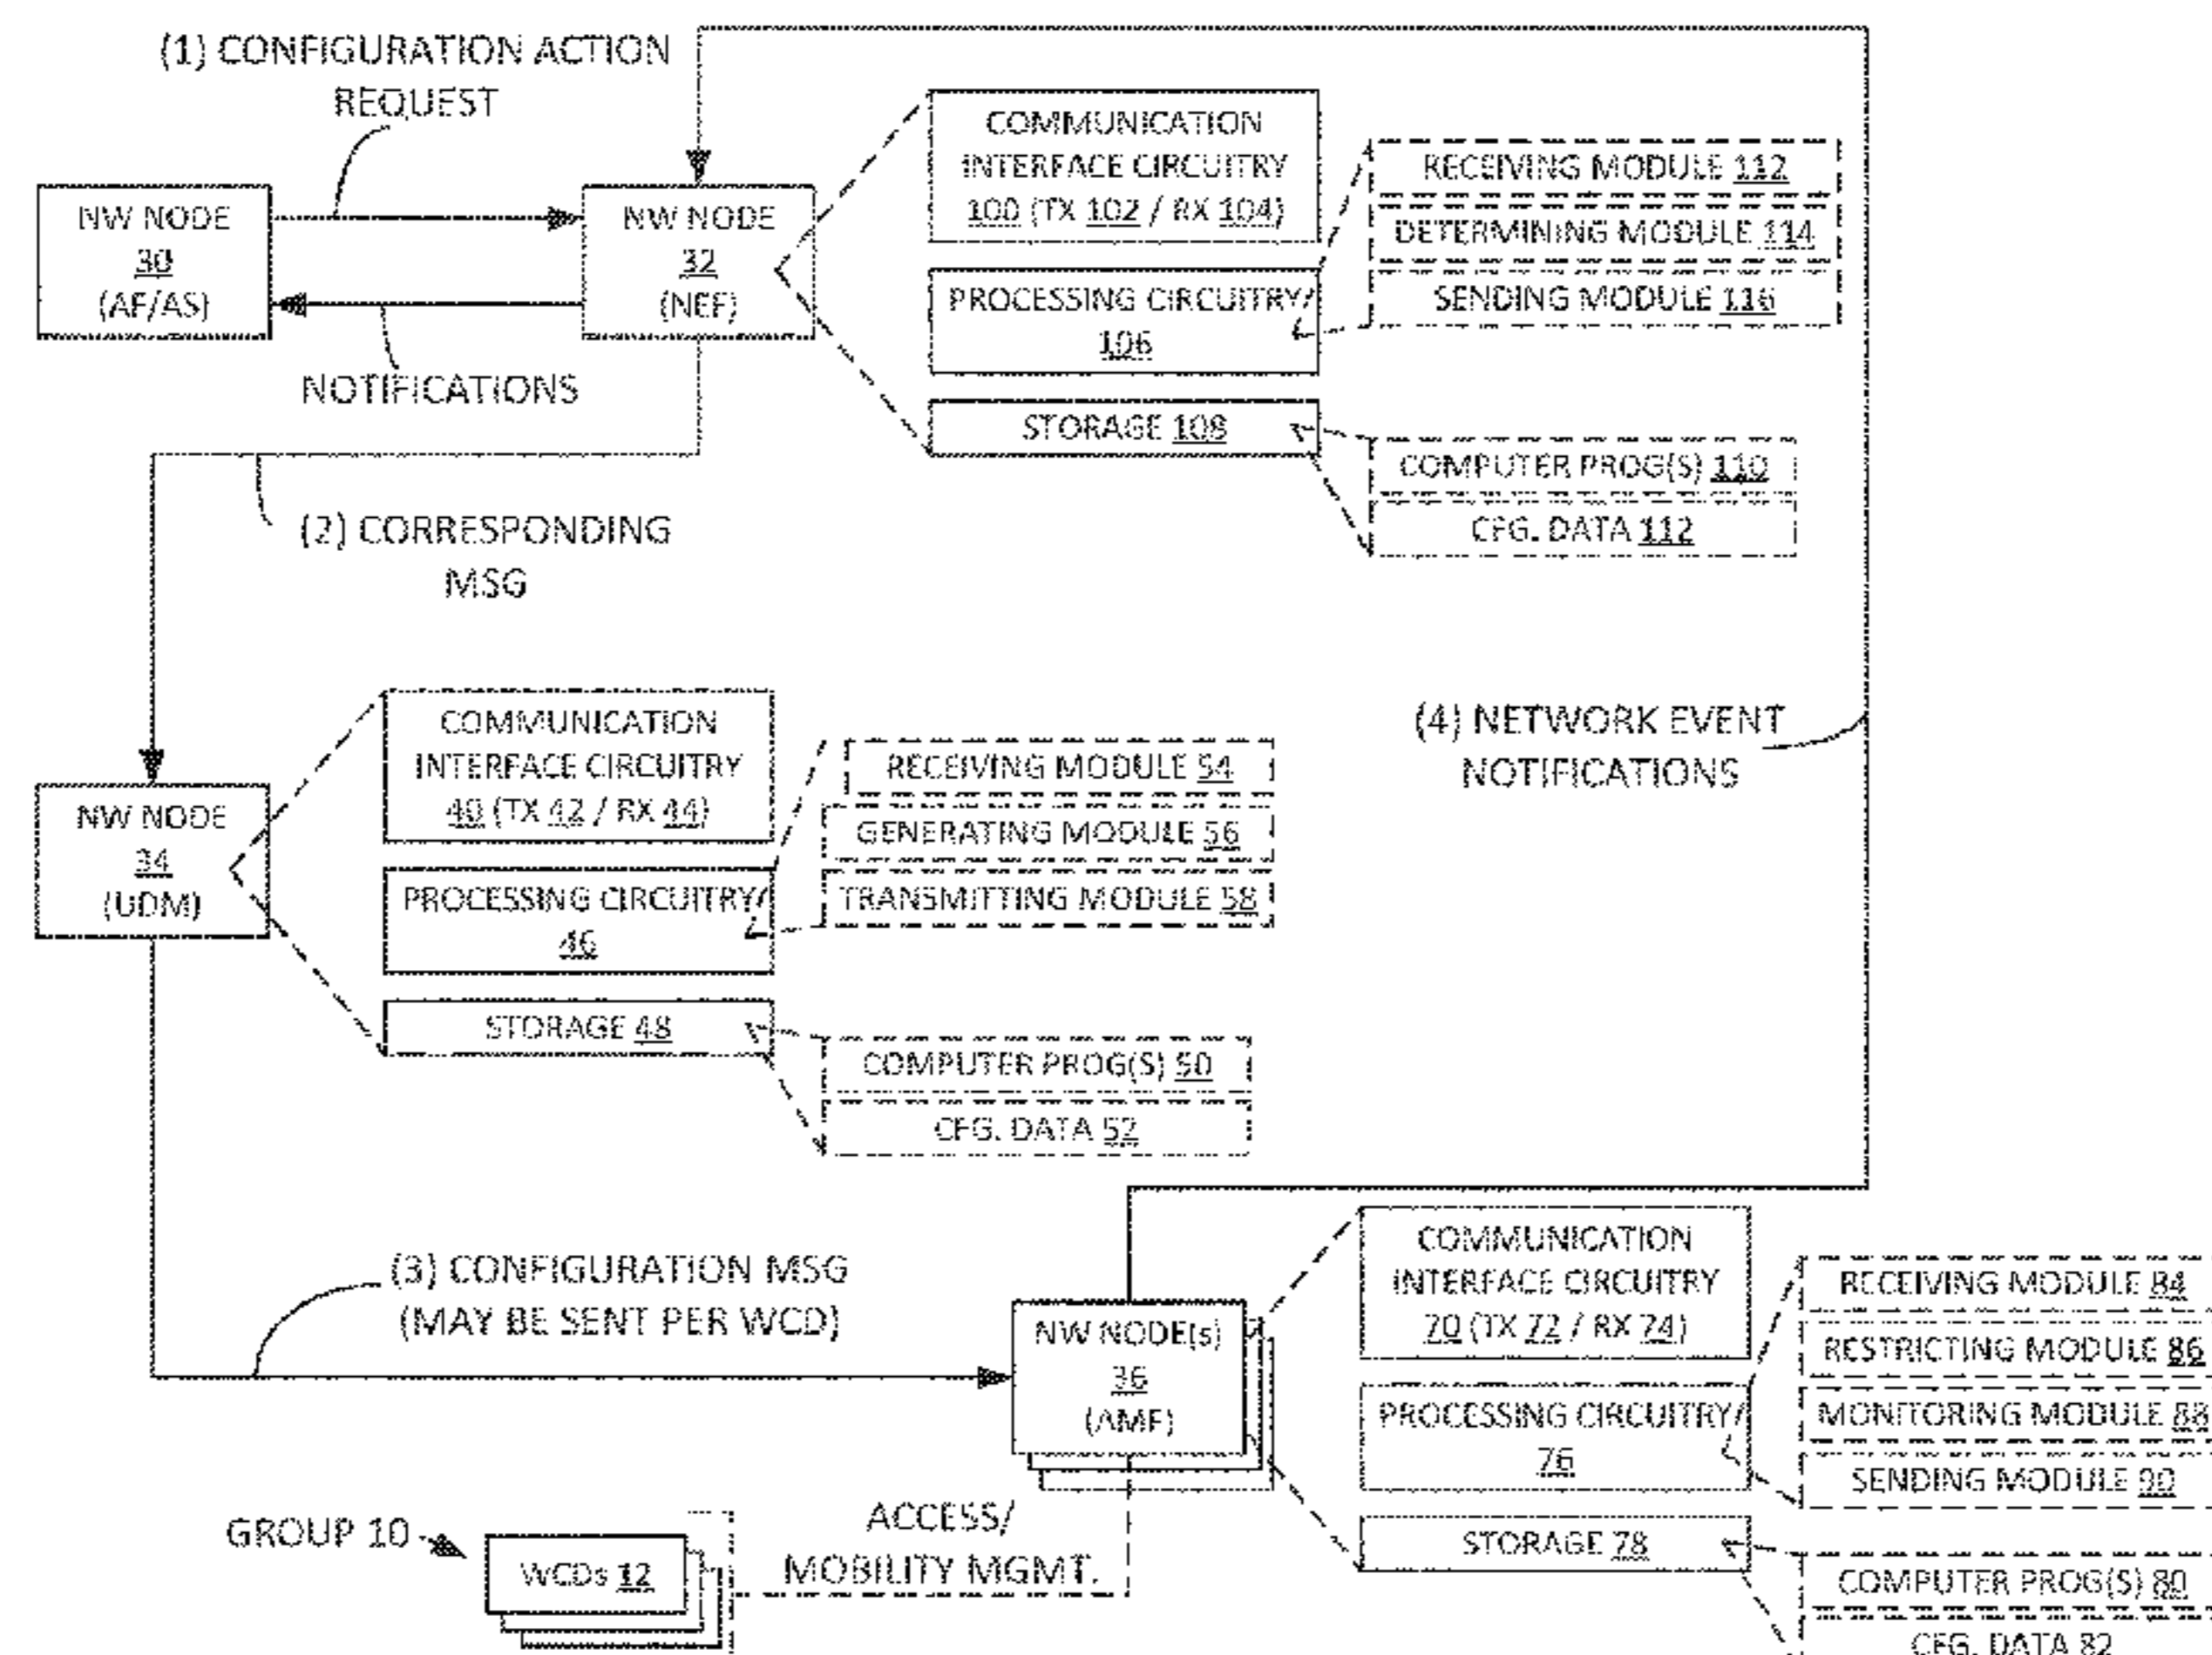 (1) CONFIGURATION ACTION
REQUEST
NW NODE
30
(AF/AS)
NW NODE
32
(NEF)
NOTIFICATIONS
COMMUNICATION
INTERFACE CIRCUITRY
100 (TX 102 / RX 104)
PROCESSING CIRCUITRY
106
STORAGE 108
RECEIVING MODULE 112
DETERMINING MODULE 114
SENDING MODULE 116
COMPUTER PROG(S) 110
CFG. DATA 112
(2) CORRESPONDING
MSG
NW NODE
34
(UDM)
COMMUNICATION
INTERFACE CIRCUITRY
40 (TX 42 / RX 44)
PROCESSING CIRCUITRY
46
STORAGE 48
RECEIVING MODULE 54
GENERATING MODULE 56
TRANSMITTING MODULE 58
COMPUTER PROG(S) 50
CFG. DATA 52
(4) NETWORK EVENT
NOTIFICATIONS
(3) CONFIGURATION MSG
(MAY BE SENT PER WCD)
NW NODE(s)
36
(AMF)
COMMUNICATION
INTERFACE CIRCUITRY
70 (TX 72 / RX 74)
PROCESSING CIRCUITRY
76
STORAGE 78
RECEIVING MODULE 84
RESTRICTING MODULE 86
MONITORING MODULE 88
SENDING MODULE 90
COMPUTER PROG(S) 80
CFG. DATA 82
GROUP 10
WCDs 12
ACCESS/
MOBILITY MGMT.